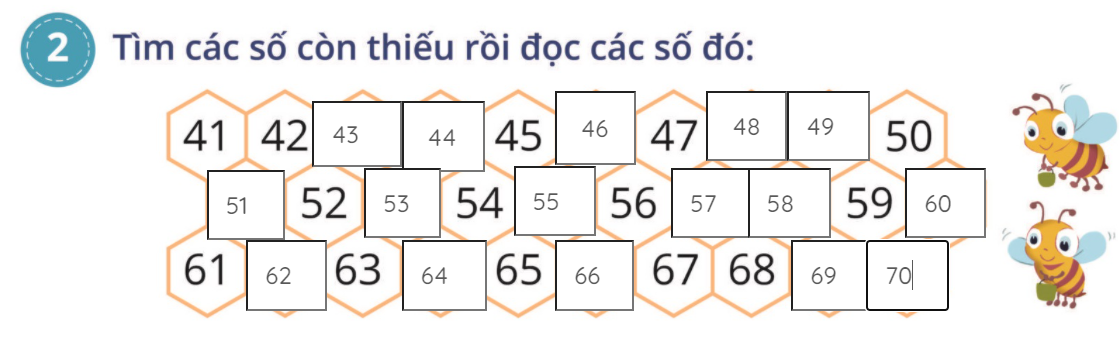 2 Tìm các số còn thiếu rồi đọc các số đó:
41 42 43 44 45 46 47 48 49 50
51 52 53 54 55 56 57 58 59 60
61 62 63 64 65 66 67 68 69 70